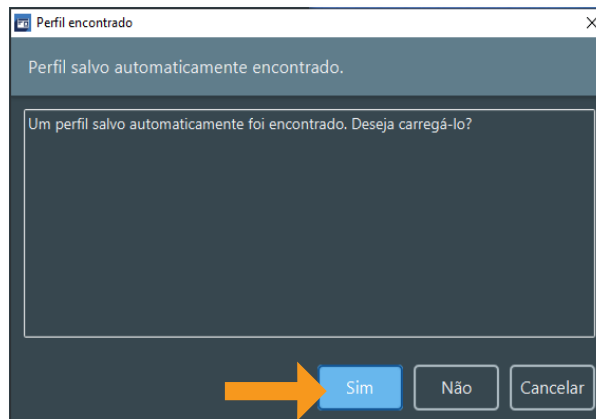 Perfil encontrado
Perfil salvo automaticamente encontrado.
Um perfil salvo automaticamente foi encontrado. Deseja carregá-lo?
Sim Não Cancelar